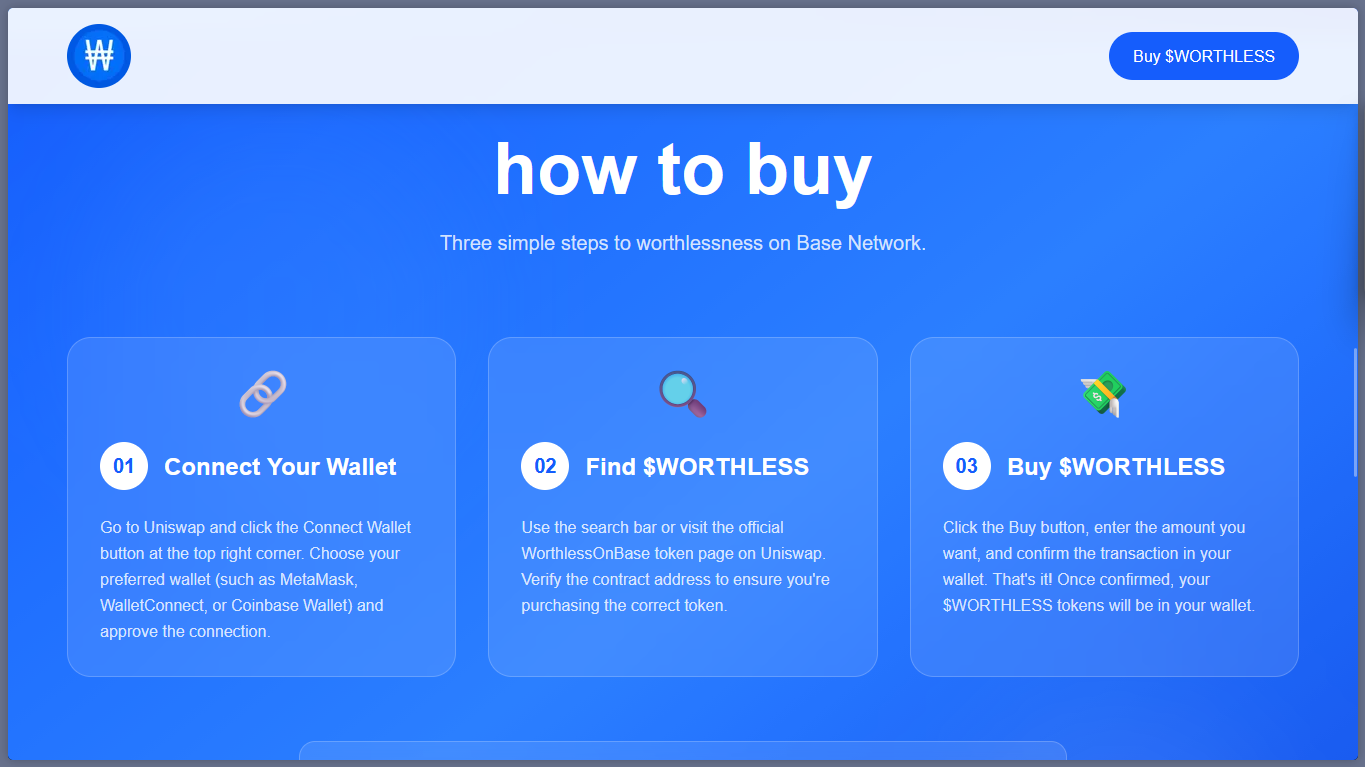 ₩
Buy $WORTHLESS
how to buy
Three simple steps to worthlessness on Base Network.
01 Connect Your Wallet
Go to Uniswap and click the Connect Wallet
button at the top right corner. Choose your
preferred wallet (such as MetaMask,
WalletConnect, or Coinbase Wallet) and
approve the connection.
02 Find $WORTHLESS
Use the search bar or visit the official
WorthlessOnBase token page on Uniswap.
Verify the contract address to ensure you're
purchasing the correct token.
03 Buy $WORTHLESS
Click the Buy button, enter the amount you
want, and confirm the transaction in your
wallet. That's it! Once confirmed, your
$WORTHLESS tokens will be in your wallet.